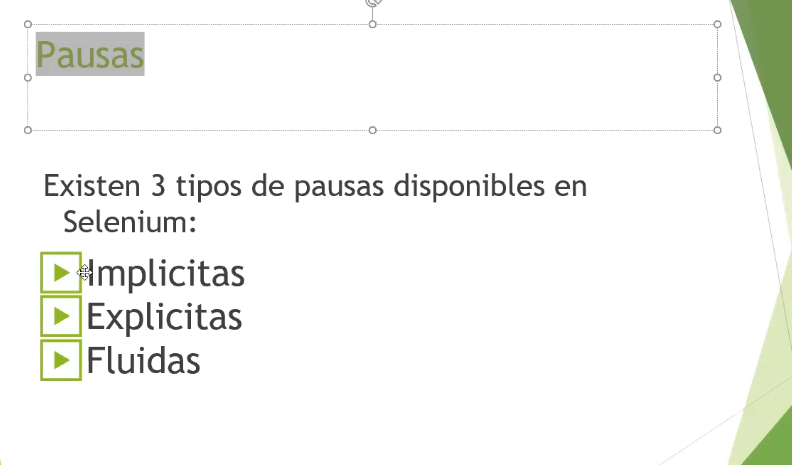 Pausas
Existen 3 tipos de pausas disponibles en
Selenium:
Implicitas
Explicitas
Fluidas